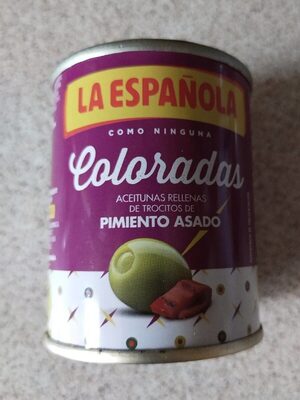 LA ESPAÑOLA
COMO NINGUNA
Coloradas
ACEITUNAS RELLENAS
DE TROCITOS DE
PIMIENTO ASADO